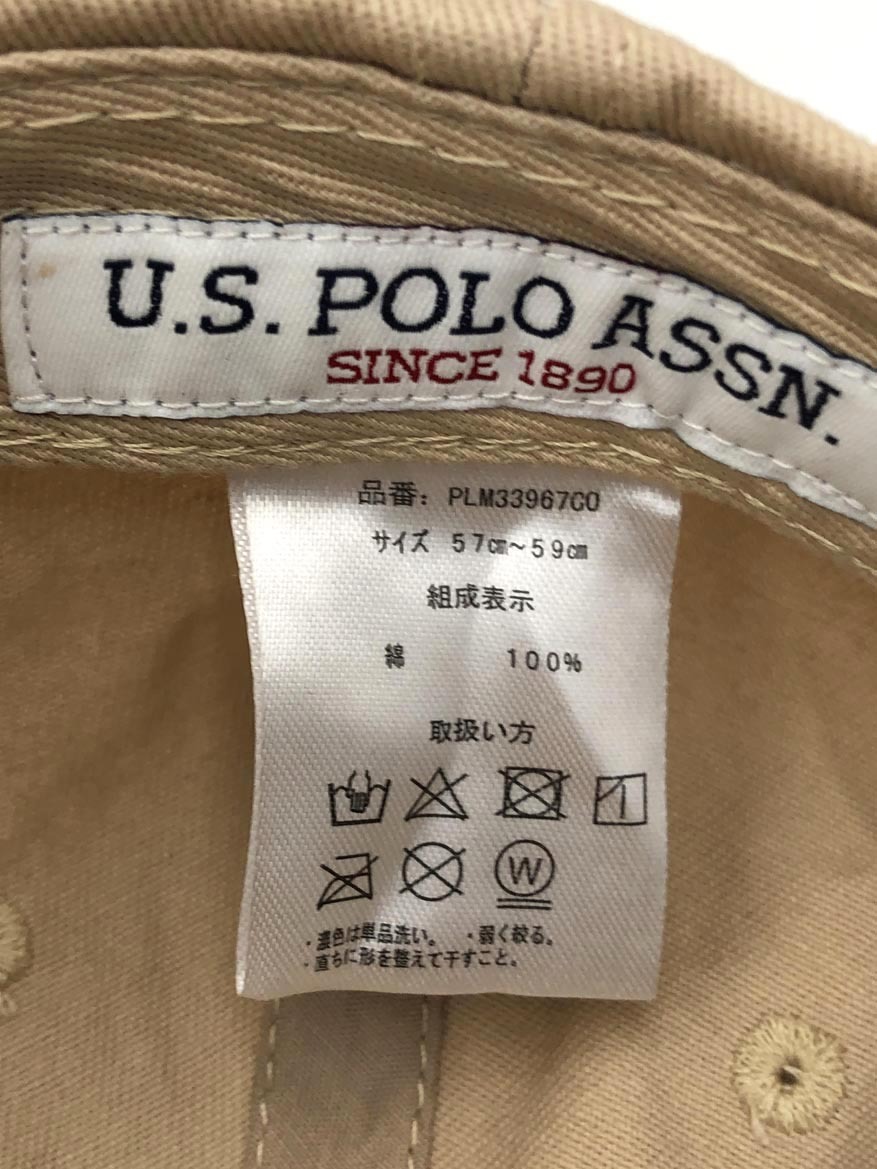 U.S. POLO ASSN.
SINCE 1890
品番: PLM33967CO
サイズ 57㎝~59㎝
組成表示
綿 100%
取扱い方
W
・濃色は単品洗い。 ・弱く絞る。
・直ちに形を整えて干すこと。